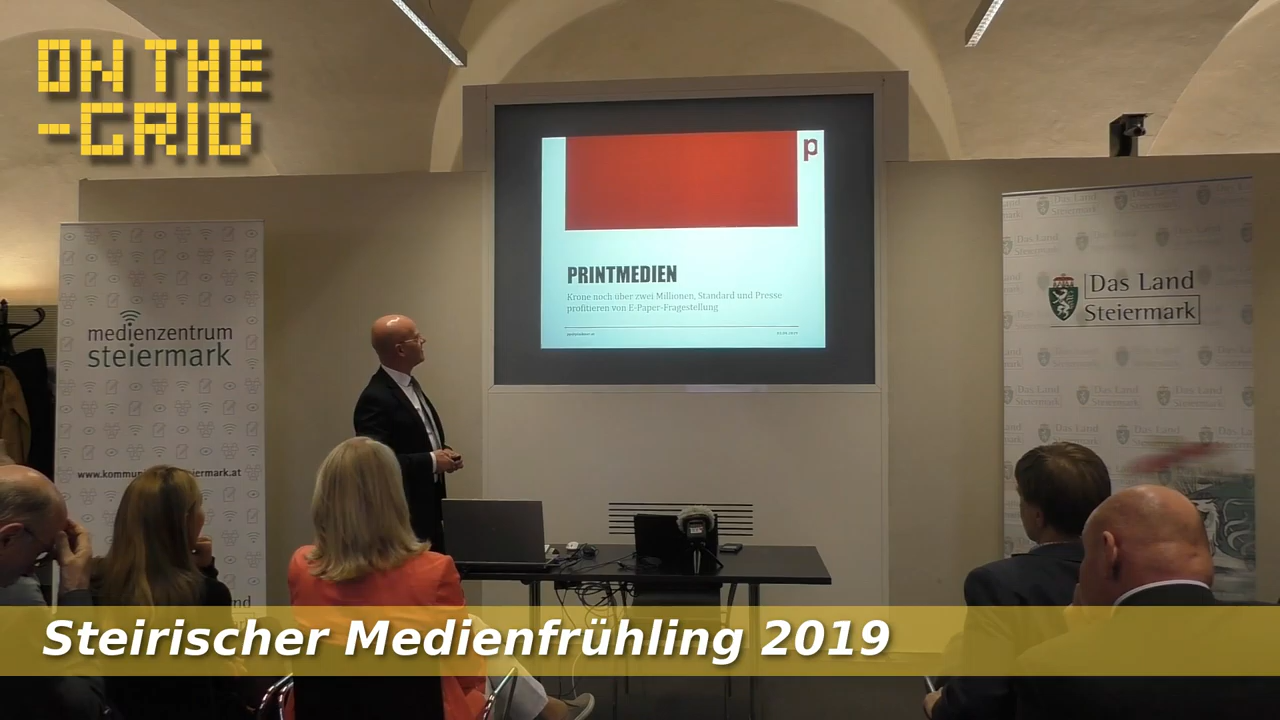 ON THE
-GRID
p
PRINTMEDIEN
Krone noch über zwei Millionen, Standard und Presse
profitieren von E-Paper-Fragestellung
medienzentrum
steiermark
Das Land
Steiermark
Steirischer Medienfrühling 2019